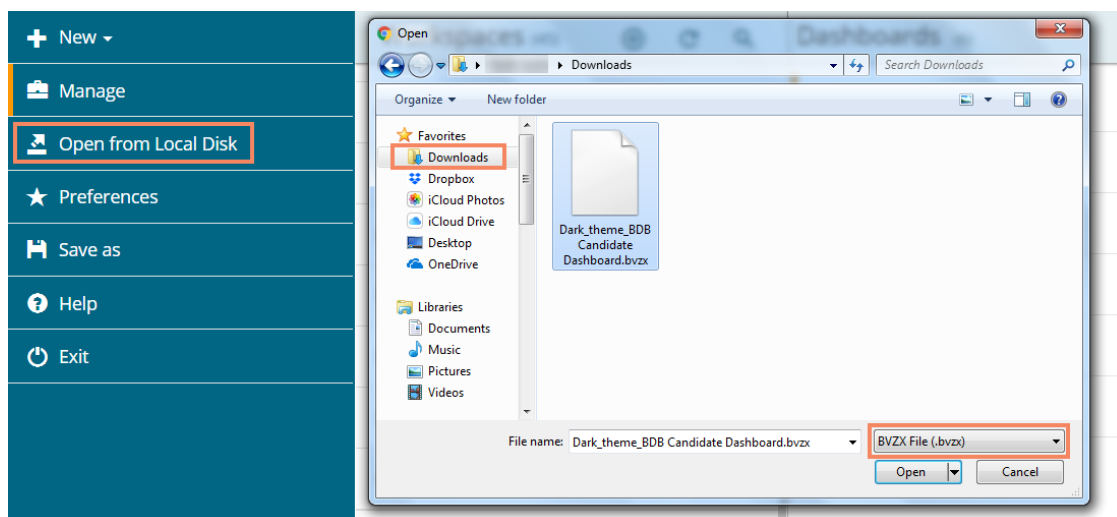 New
Manage
Open from Local Disk
Preferences
Save as
Help
Exit
Open
Dashboards
Downloads
Search Downloads
Organize
New folder
Favorites
Downloads
Dropbox
iCloud Photos
iCloud Drive
Desktop
OneDrive
Libraries
Documents
Music
Pictures
Videos
Dark_theme_BDB
Candidate
Dashboard.bvzx
File name: Dark_theme_BDB Candidate Dashboard.bvzx
BVZX File (.bvzx)
Open
Cancel